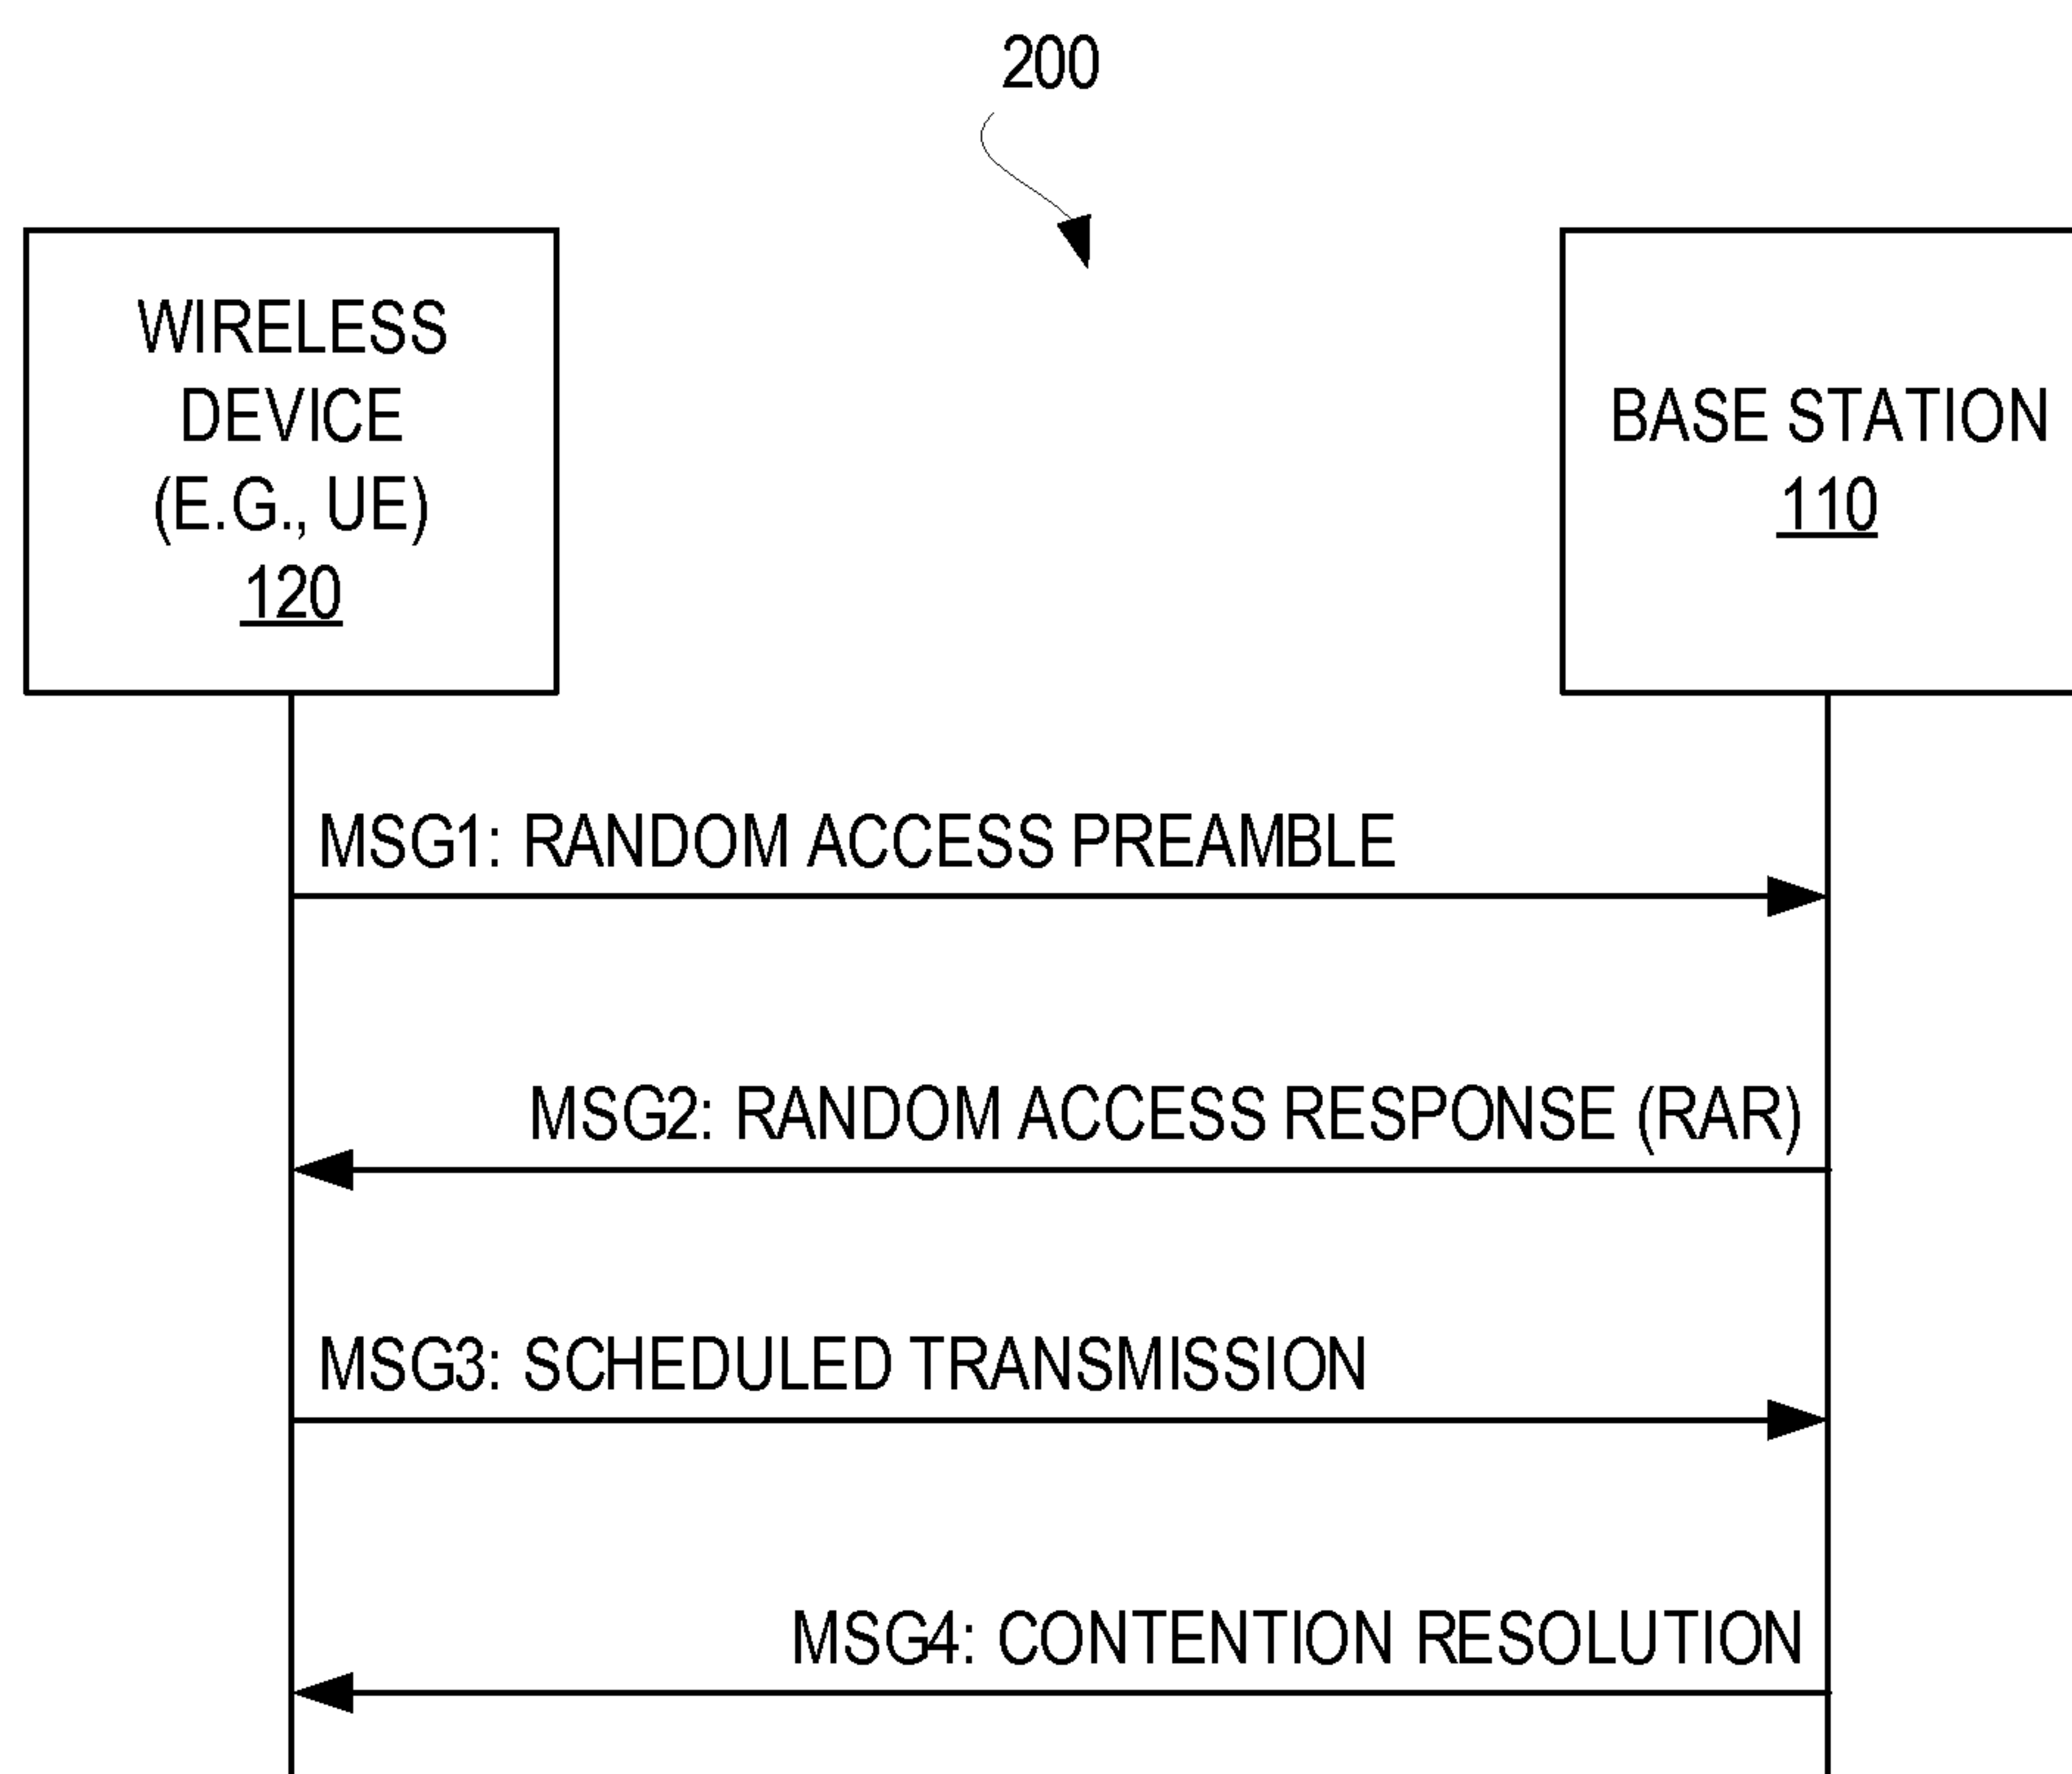 200
WIRELESS
DEVICE
(E.G., UE)
120
BASE STATION
110
MSG1: RANDOM ACCESS PREAMBLE
MSG2: RANDOM ACCESS RESPONSE (RAR)
MSG3: SCHEDULED TRANSMISSION
MSG4: CONTENTION RESOLUTION